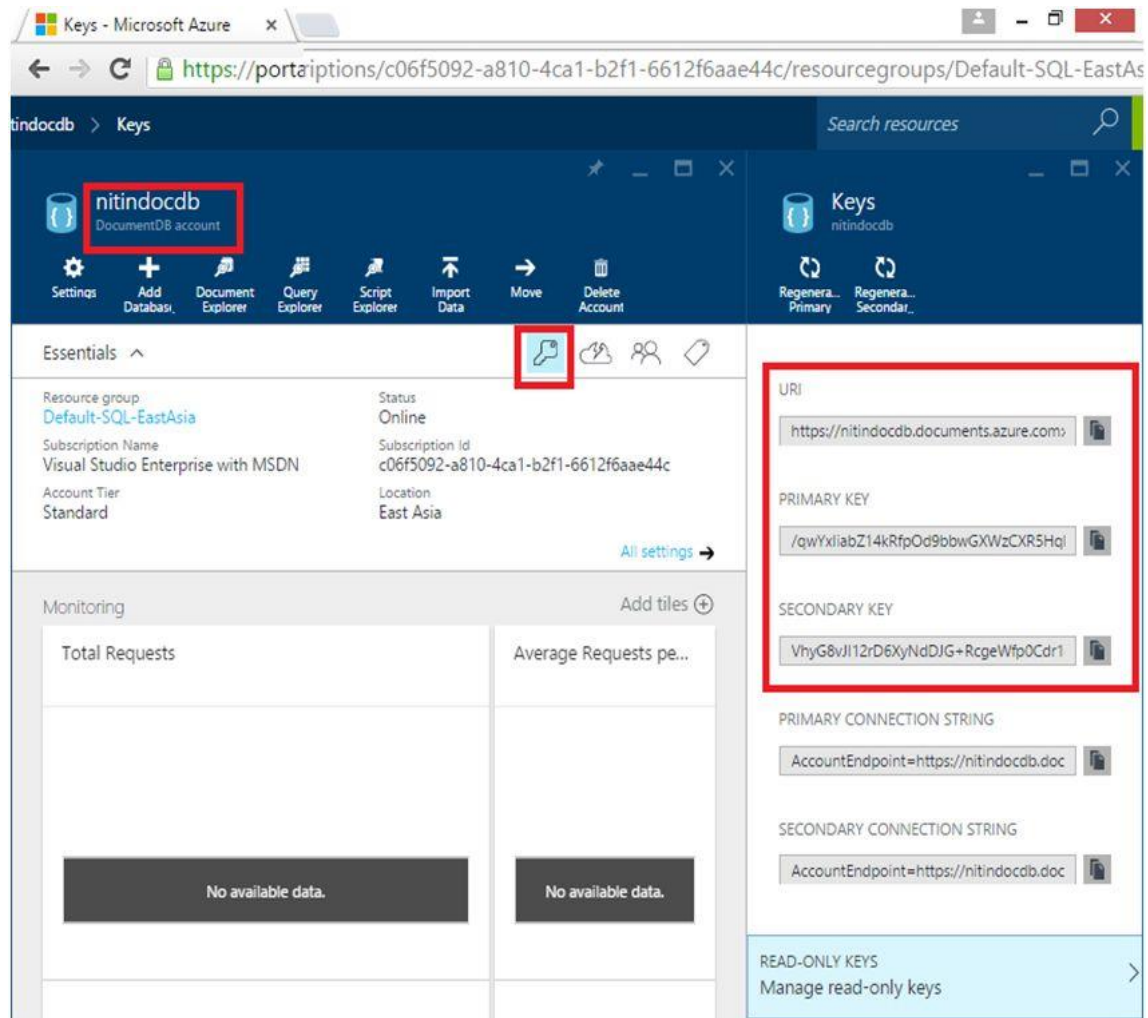 Keys - Microsoft Azure
https://portaiptions/c06f5092-a810-4ca1-b2f1-6612f6aae44c/resourcegroups/Default-SQL-EastAs
tindocdb > Keys
Search resources
nitindocdb
DocumentDB account
Settings
Add Databas
Document Explorer
Query Explorer
Script Explorer
Import Data
Move
Delete Account
Essentials
Resource group
Default-SQL-EastAsia
Status
Online
Subscription Name
Visual Studio Enterprise with MSDN
Subscription Id
c06f5092-a810-4ca1-b2f1-6612f6aae44c
Account Tier
Standard
Location
East Asia
All settings
Monitoring
Add tiles
Total Requests
Average Requests pe...
No available data.
No available data.
Keys
nitindocdb
Regenera... Primary
Regenera... Secondar...
URI
https://nitindocdb.documents.azure.com
PRIMARY KEY
/qwYxIiabZ14kRfpOd9bbwGXWzCXR5Hql
SECONDARY KEY
VhyG8vJI12rD6XyNdDJG+RcgeWfp0Cdr1
PRIMARY CONNECTION STRING
AccountEndpoint=https://nitindocdb.doc
SECONDARY CONNECTION STRING
AccountEndpoint=https://nitindocdb.doc
READ-ONLY KEYS
Manage read-only keys